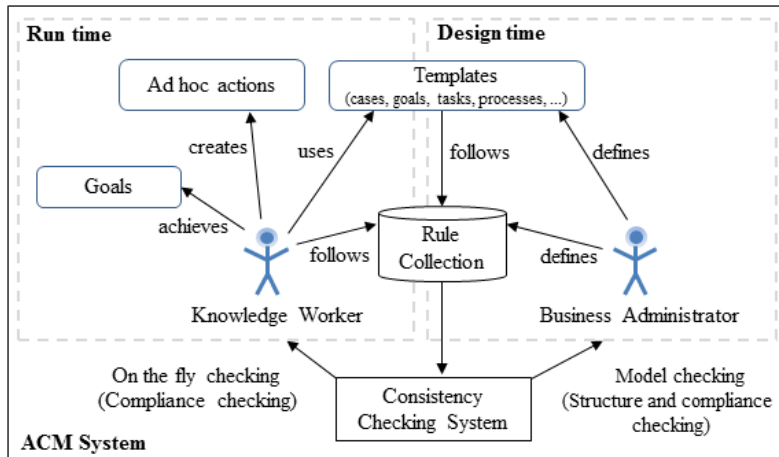 Run time
Design time
Ad hoc actions
Templates
(cases, goals, tasks, processes, ...)
creates
uses
follows
defines
Goals
achieves
follows
Rule
Collection
defines
Knowledge Worker
Business Administrator
On the fly checking
(Compliance checking)
Consistency
Checking System
Model checking
(Structure and compliance
checking)
ACM System